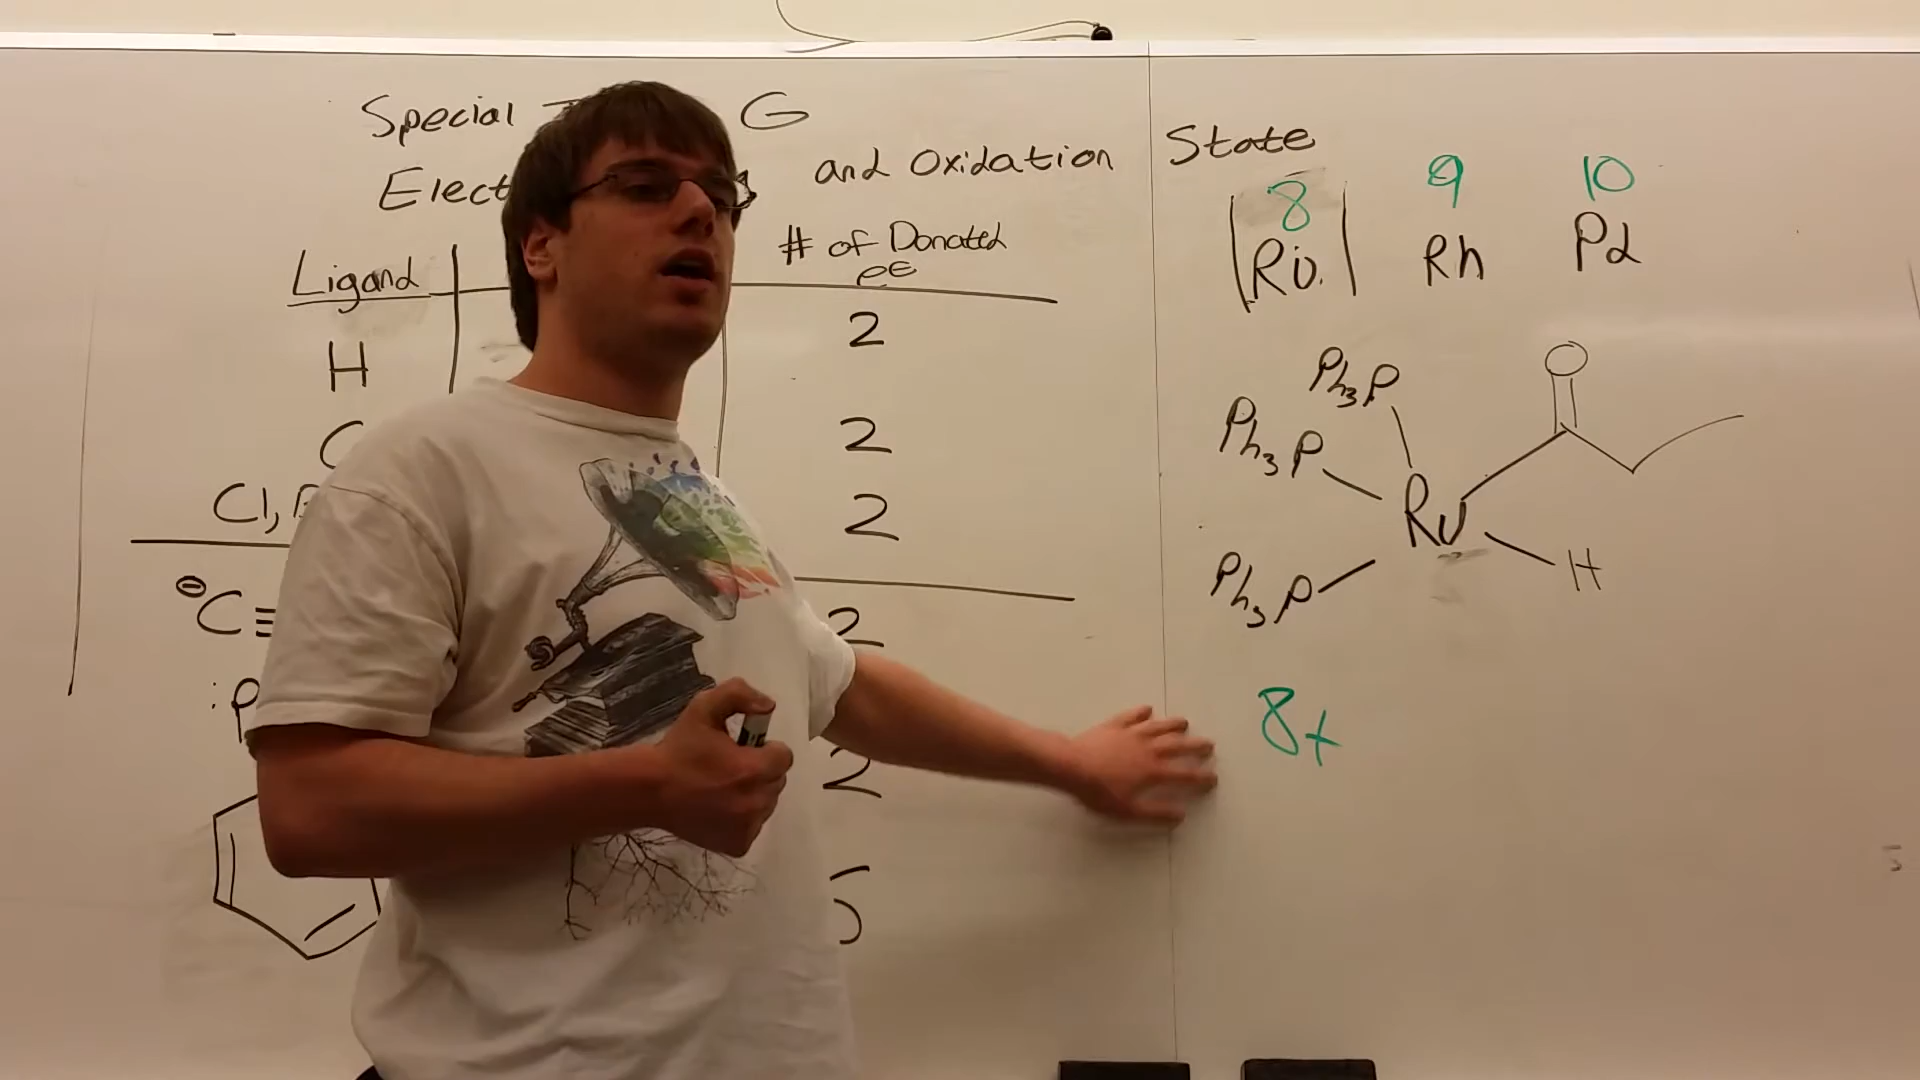 Special G
Elect and Oxidation State
Ligand
# of Donated
e⊖
H 2
C 2
Cl, 2
⊖C≡ 2
:P 2
8 9 10
|Ru| Rh Pd
O
Ph3P
Ph3P
Ru
Ph3P
H
8+